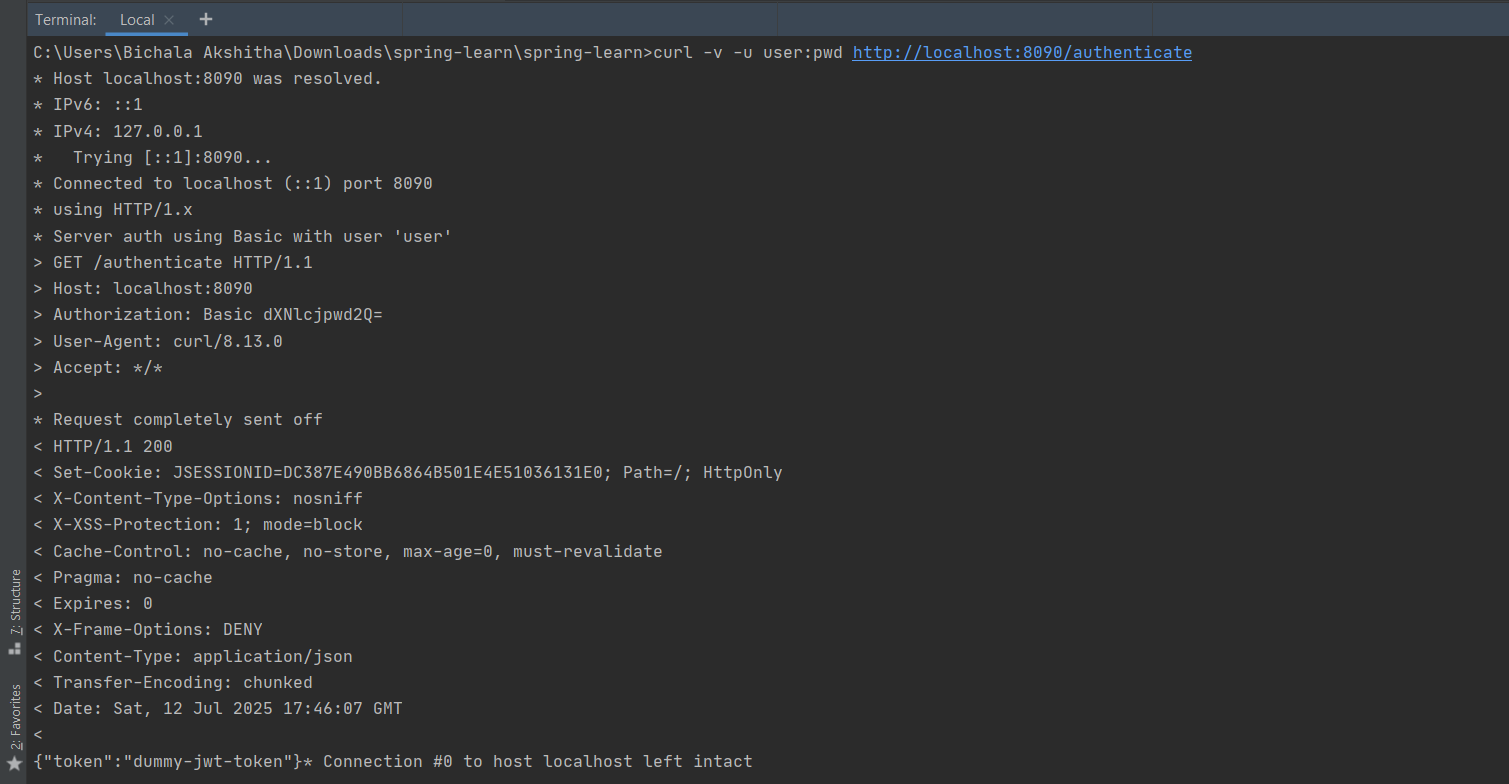 Terminal: Local × +
C:\Users\Bichala Akshitha\Downloads\spring-learn\spring-learn>curl -v -u user:pwd http://localhost:8090/authenticate
* Host localhost:8090 was resolved.
* IPv6: ::1
* IPv4: 127.0.0.1
*   Trying [::1]:8090...
* Connected to localhost (::1) port 8090
* using HTTP/1.x
* Server auth using Basic with user 'user'
> GET /authenticate HTTP/1.1
> Host: localhost:8090
> Authorization: Basic dXNlcjpwd2Q=
> User-Agent: curl/8.13.0
> Accept: */*
>
* Request completely sent off
< HTTP/1.1 200
< Set-Cookie: JSESSIONID=DC387E490BB6864B501E4E51036131E0; Path=/; HttpOnly
< X-Content-Type-Options: nosniff
< X-XSS-Protection: 1; mode=block
< Cache-Control: no-cache, no-store, max-age=0, must-revalidate
< Pragma: no-cache
< Expires: 0
< X-Frame-Options: DENY
< Content-Type: application/json
< Transfer-Encoding: chunked
< Date: Sat, 12 Jul 2025 17:46:07 GMT
<
{"token":"dummy-jwt-token"}* Connection #0 to host localhost left intact
7: Structure
2: Favorites